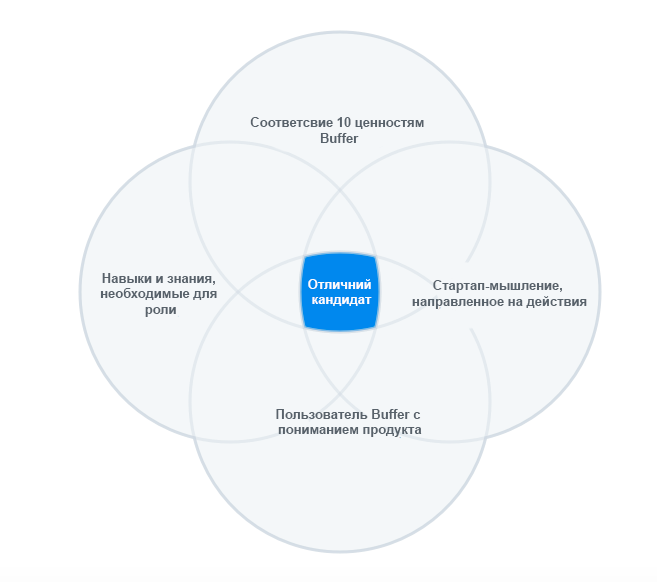 Соответсвие 10 ценностям
Buffer
Навыки и знания,
необходимые для
роли
Отличний
кандидат
Стартап-мышление,
направленное на действия
Пользователь Buffer с
пониманием продукта